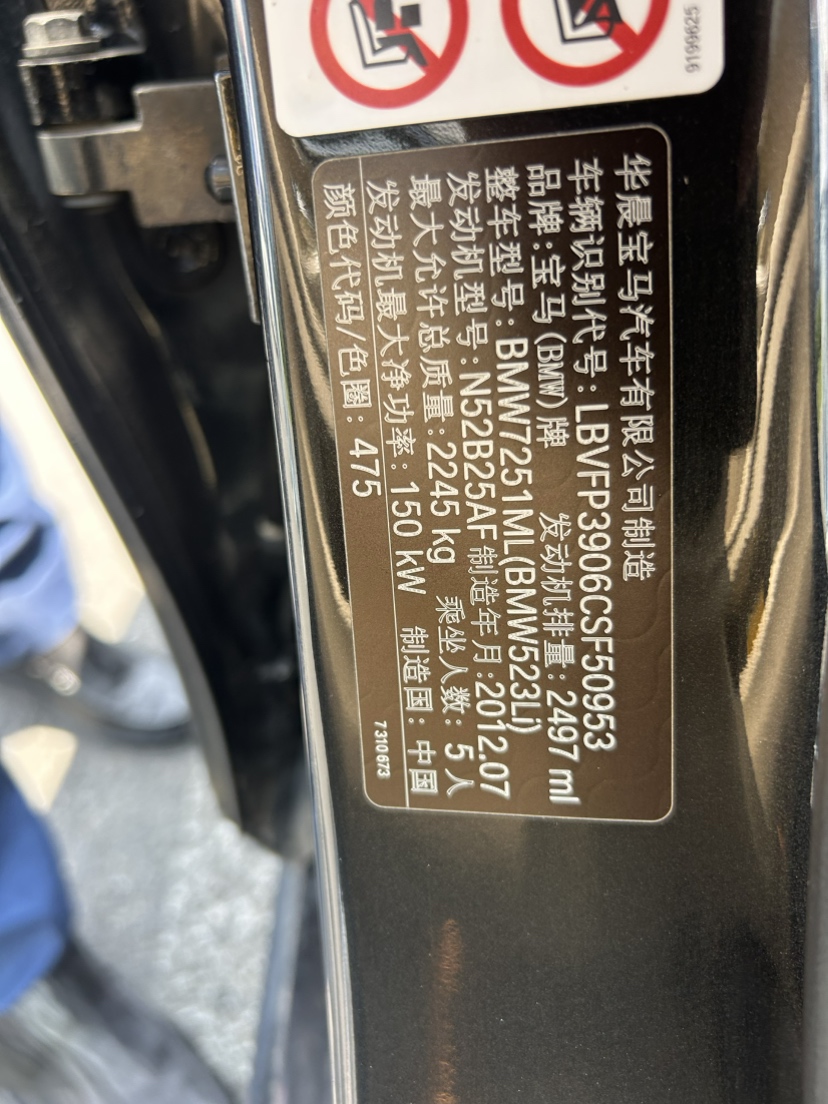 华晨宝马汽车有限公司制造
车辆识别代号：LBVFP3906CSF50953
品牌：宝马(BMW)牌 发动机排量：2497 ml
整车型号：BMW7251ML(BMW523Li)
发动机型号：N52B25AF 制造年月：2012.07
最大允许总质量：2245 kg 乘坐人数：5人
发动机最大净功率：150 kW 制造国：中国
颜色代码/色圈：475
7310673